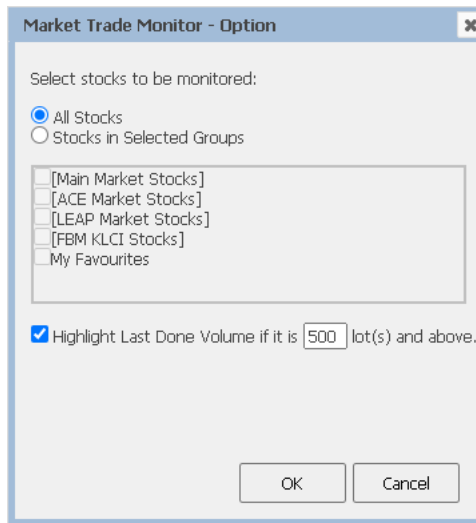 Market Trade Monitor - Option
Select stocks to be monitored:
All Stocks
Stocks in Selected Groups
[Main Market Stocks]
[ACE Market Stocks]
[LEAP Market Stocks]
[FBM KLCI Stocks]
My Favourites
Highlight Last Done Volume if it is 500 lot(s) and above.
OK Cancel